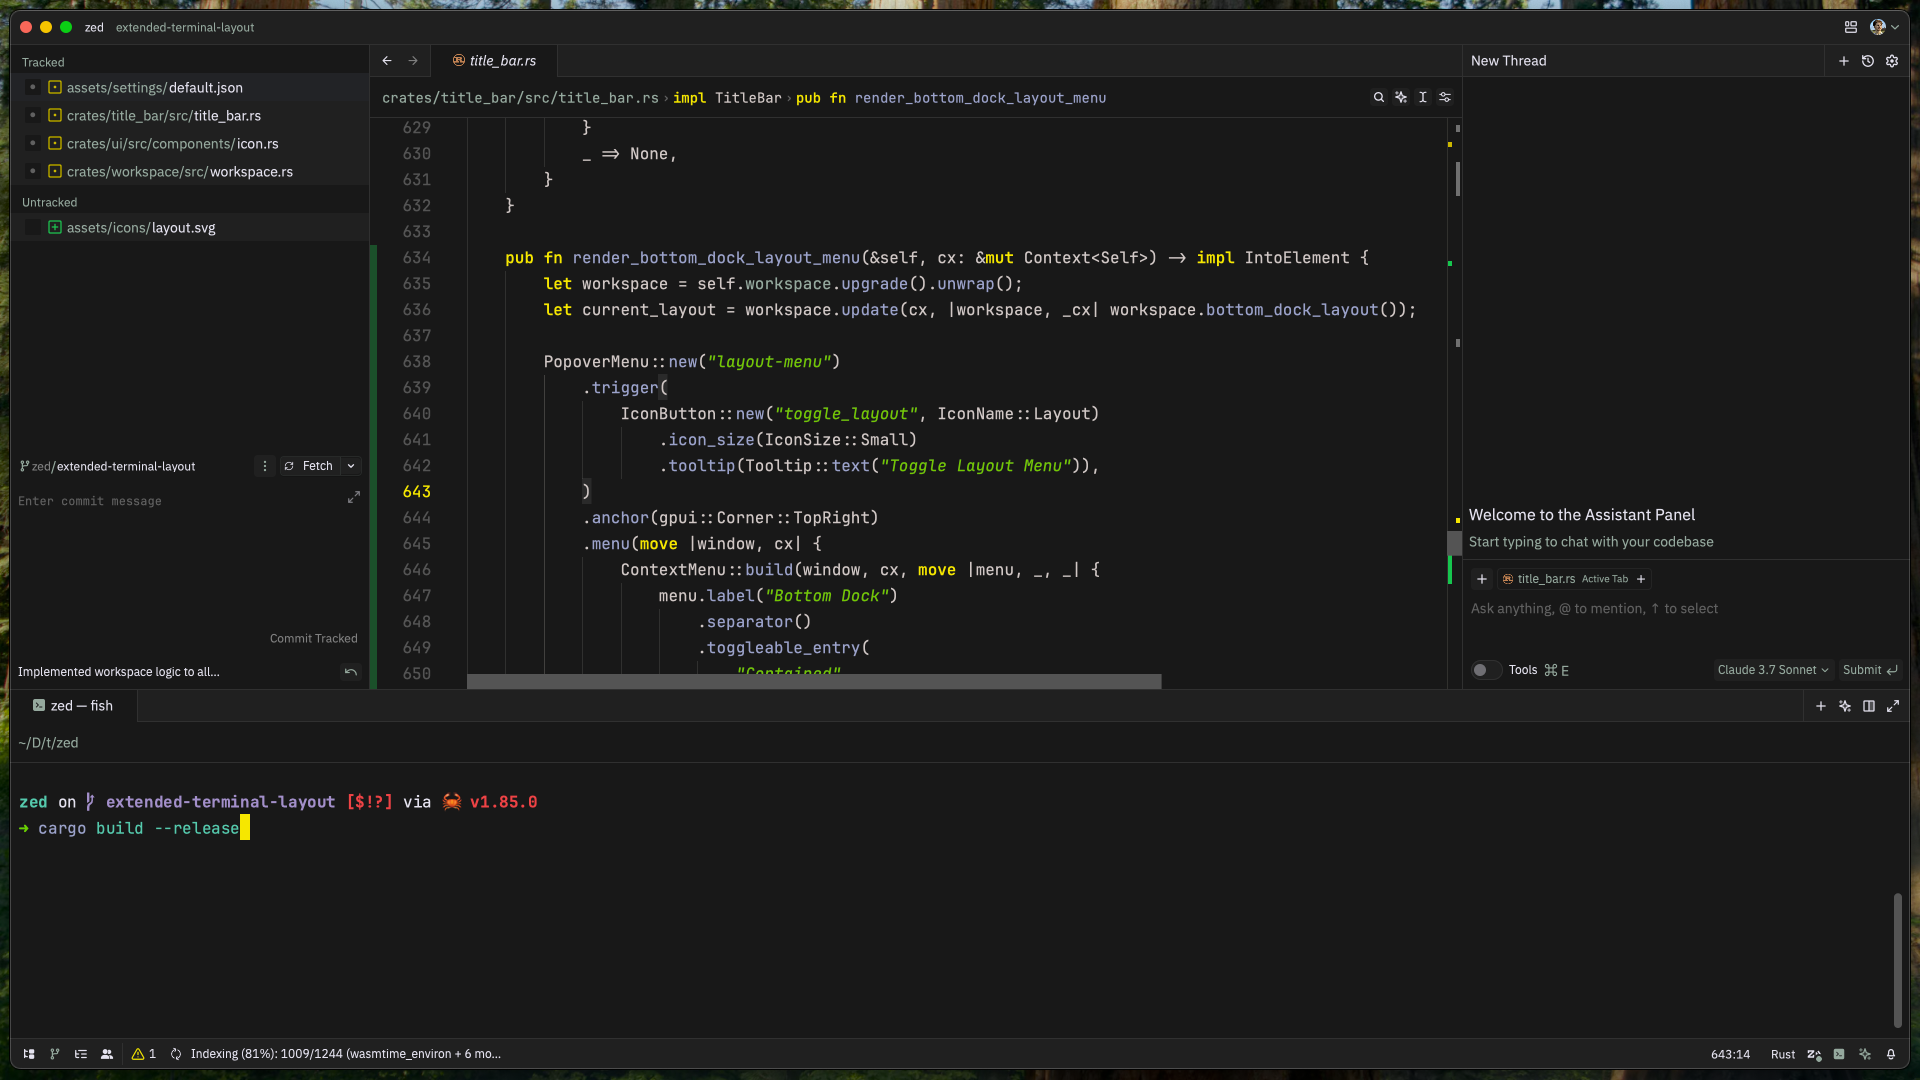 zed extended-terminal-layout
Tracked
assets/settings/default.json
crates/title_bar/src/title_bar.rs
crates/ui/src/components/icon.rs
crates/workspace/src/workspace.rs
Untracked
assets/icons/layout.svg
zed/extended-terminal-layout Fetch
Enter commit message
Commit Tracked
Implemented workspace logic to all...
title_bar.rs
crates/title_bar/src/title_bar.rs › impl TitleBar › pub fn render_bottom_dock_layout_menu
629 }
630 _ => None,
631 }
632 }
633
634 pub fn render_bottom_dock_layout_menu(&self, cx: &mut Context<Self>) -> impl IntoElement {
635 let workspace = self.workspace.upgrade().unwrap();
636 let current_layout = workspace.update(cx, |workspace, _cx| workspace.bottom_dock_layout());
637
638 PopoverMenu::new("layout-menu")
639 .trigger(
640 IconButton::new("toggle_layout", IconName::Layout)
641 .icon_size(IconSize::Small)
642 .tooltip(Tooltip::text("Toggle Layout Menu")),
643 )
644 .anchor(gpui::Corner::TopRight)
645 .menu(move |window, cx| {
646 ContextMenu::build(window, cx, move |menu, _, _| {
647 menu.label("Bottom Dock")
648 .separator()
649 .toggleable_entry(
650 "Contained"
New Thread
Welcome to the Assistant Panel
Start typing to chat with your codebase
+ title_bar.rs Active Tab +
Ask anything, @ to mention, ↑ to select
Tools ⌘ E Claude 3.7 Sonnet Submit
zed — fish
~/D/t/zed
zed on extended-terminal-layout [$!?] via 🦀 v1.85.0
➜ cargo build --release
1 Indexing (81%): 1009/1244 (wasmtime_environ + 6 mo...
643:14 Rust